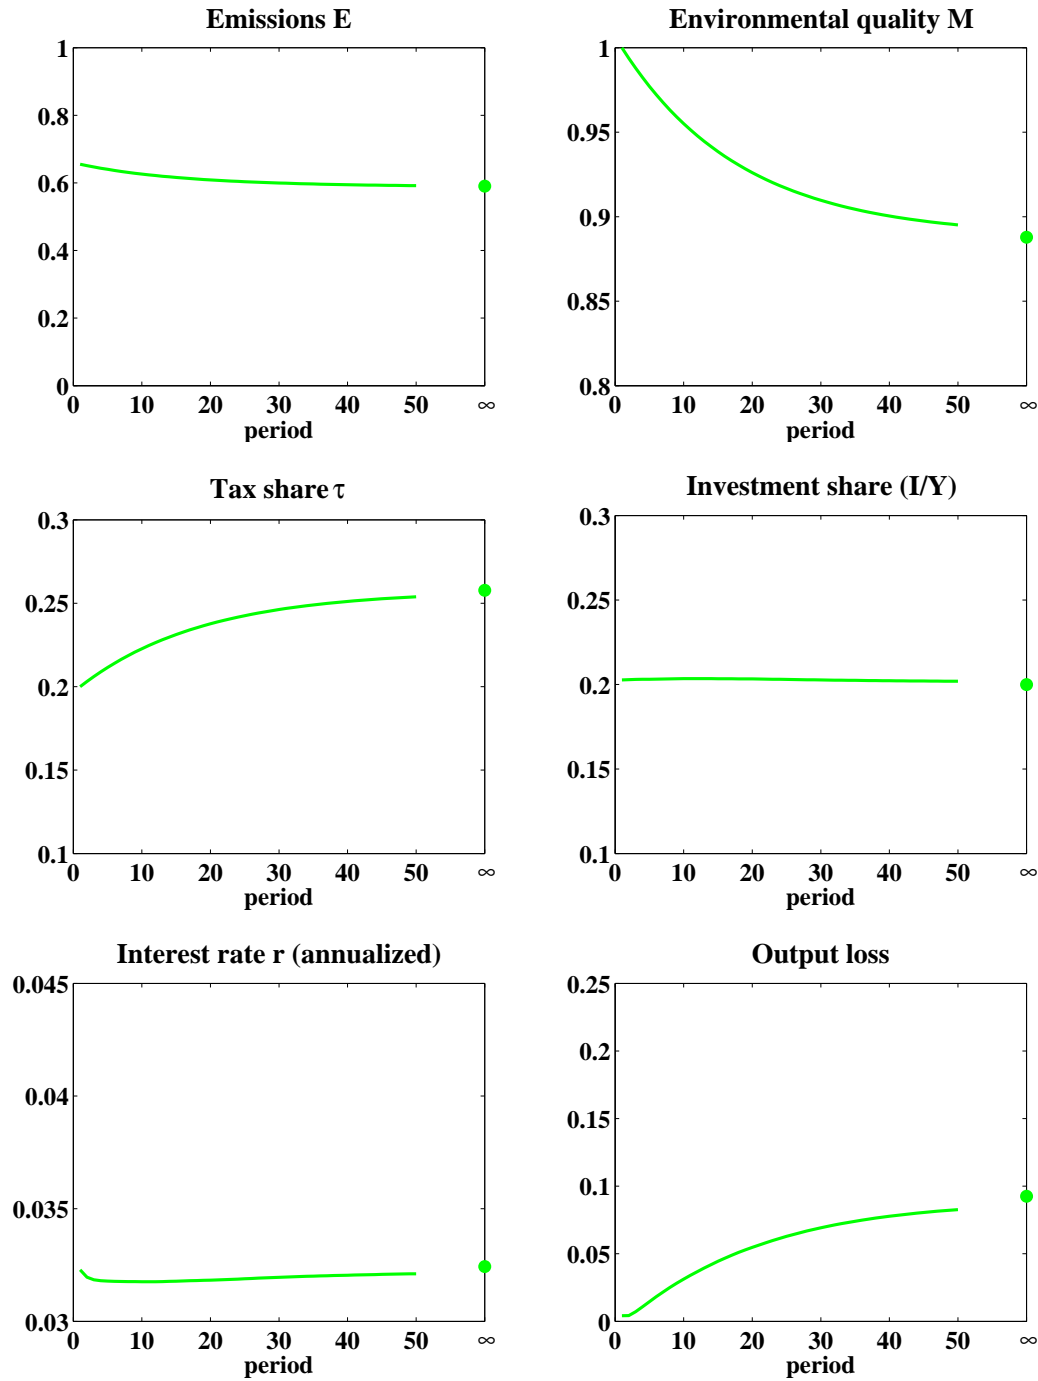 Emissions E
1
0.8
0.6
0.4
0.2
0
0 10 20 30 40 50 ∞
period
Environmental quality M
1
0.95
0.9
0.85
0.8
0 10 20 30 40 50 ∞
period
Tax share τ
0.3
0.25
0.2
0.15
0.1
0 10 20 30 40 50 ∞
period
Investment share (I/Y)
0.3
0.25
0.2
0.15
0.1
0 10 20 30 40 50 ∞
period
Interest rate r (annualized)
0.045
0.04
0.035
0.03
0 10 20 30 40 50 ∞
period
Output loss
0.25
0.2
0.15
0.1
0.05
0
0 10 20 30 40 50 ∞
period